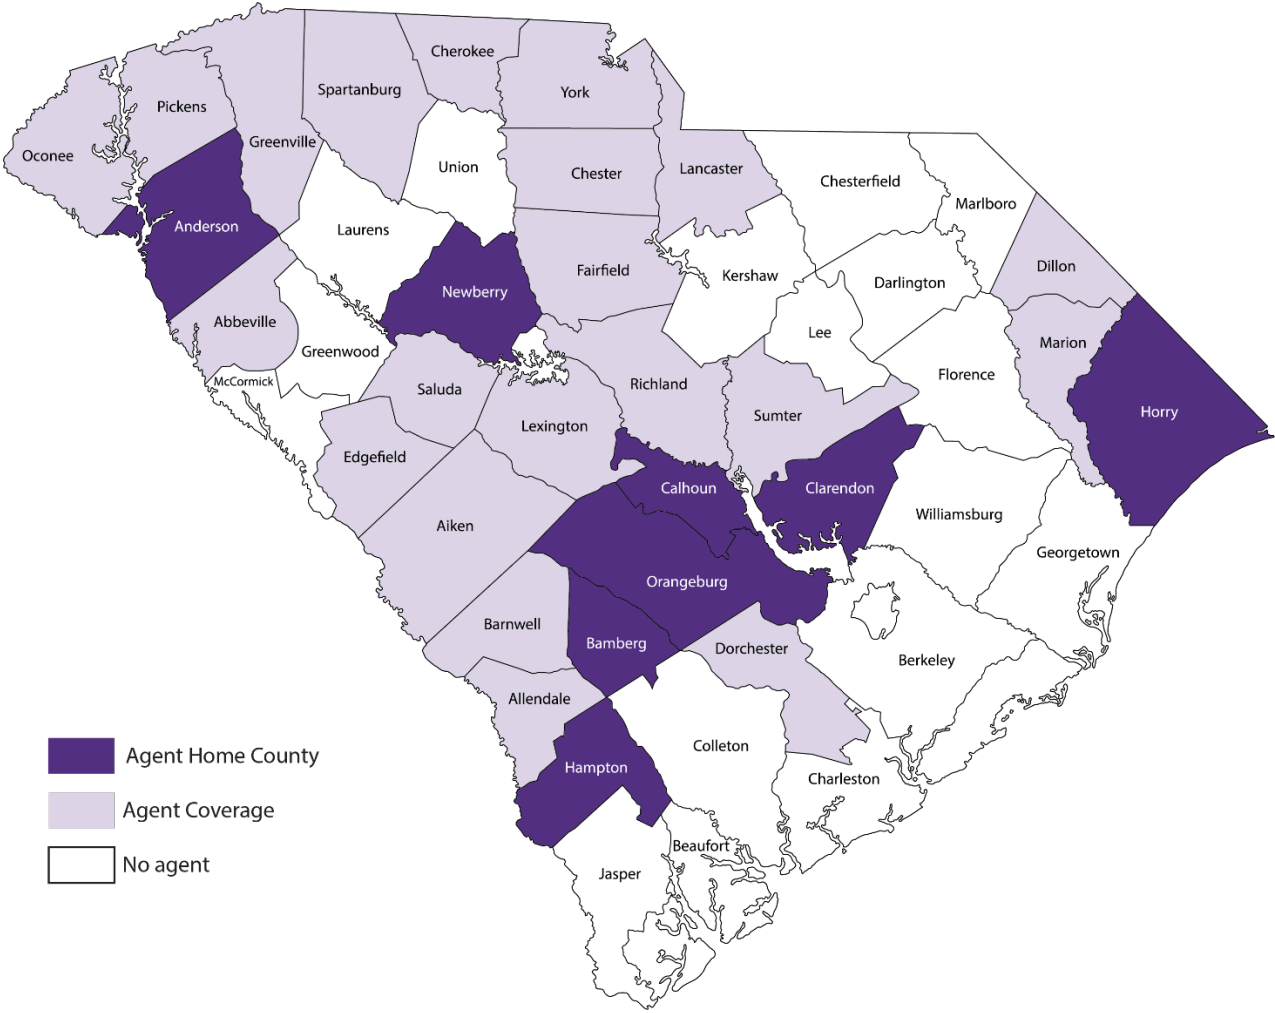 Cherokee
Spartanburg
York
Pickens
Greenville
Oconee
Union
Chester
Lancaster
Chesterfield
Marlboro
Anderson
Laurens
Fairfield
Kershaw
Darlington
Dillon
Newberry
Abbeville
Greenwood
Lee
Marion
McCormick
Saluda
Richland
Florence
Sumter
Horry
Lexington
Edgefield
Calhoun
Clarendon
Aiken
Williamsburg
Georgetown
Orangeburg
Barnwell
Bamberg
Dorchester
Berkeley
Allendale
Colleton
Hampton
Charleston
Beaufort
Jasper
Agent Home County
Agent Coverage
No agent